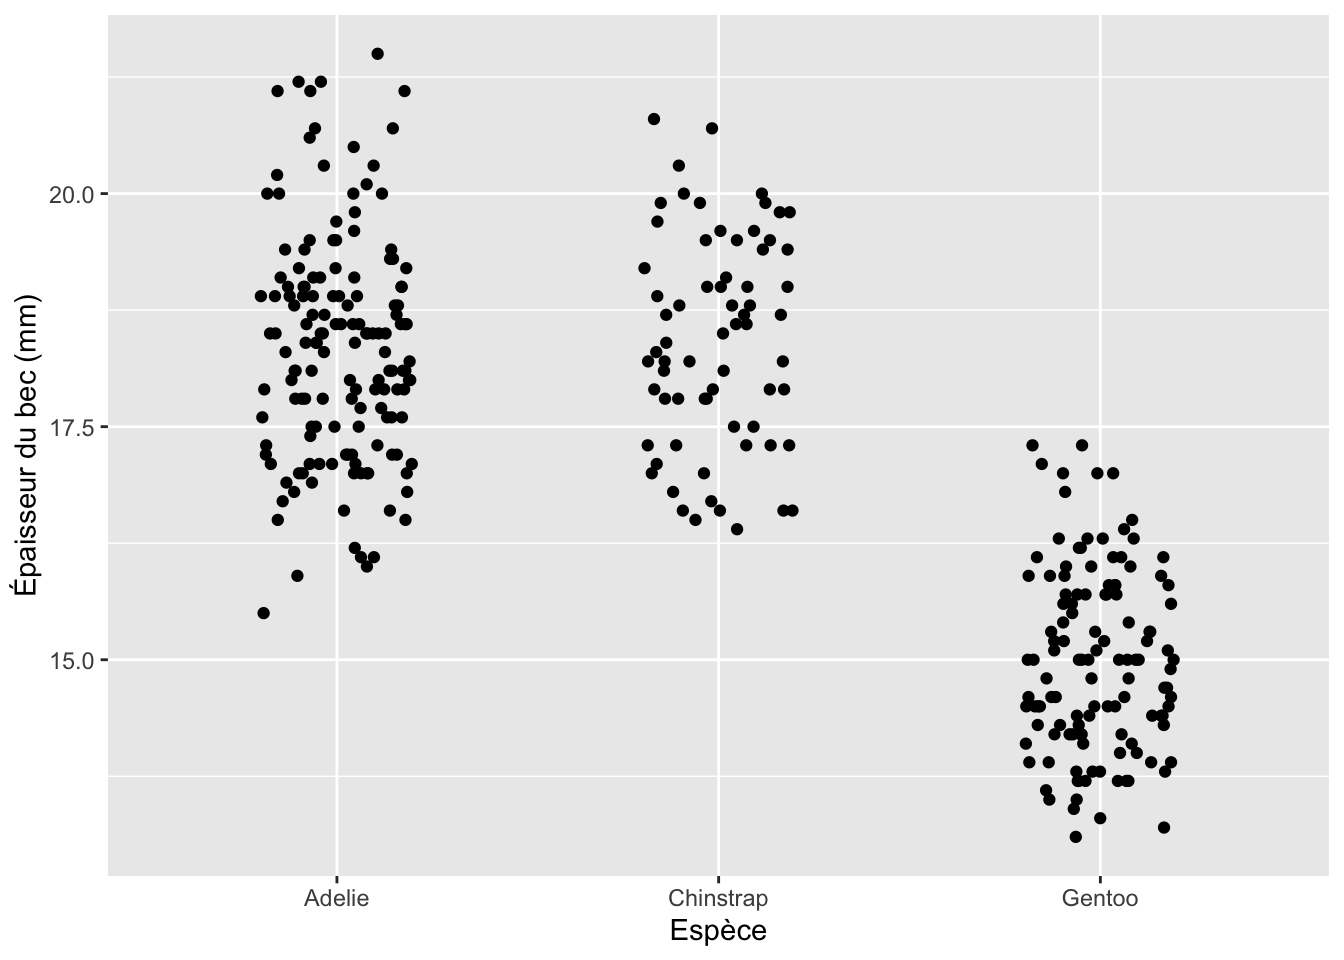 Épaisseur du bec (mm)
20.0
17.5
15.0
Adelie
Chinstrap
Gentoo
Espèce